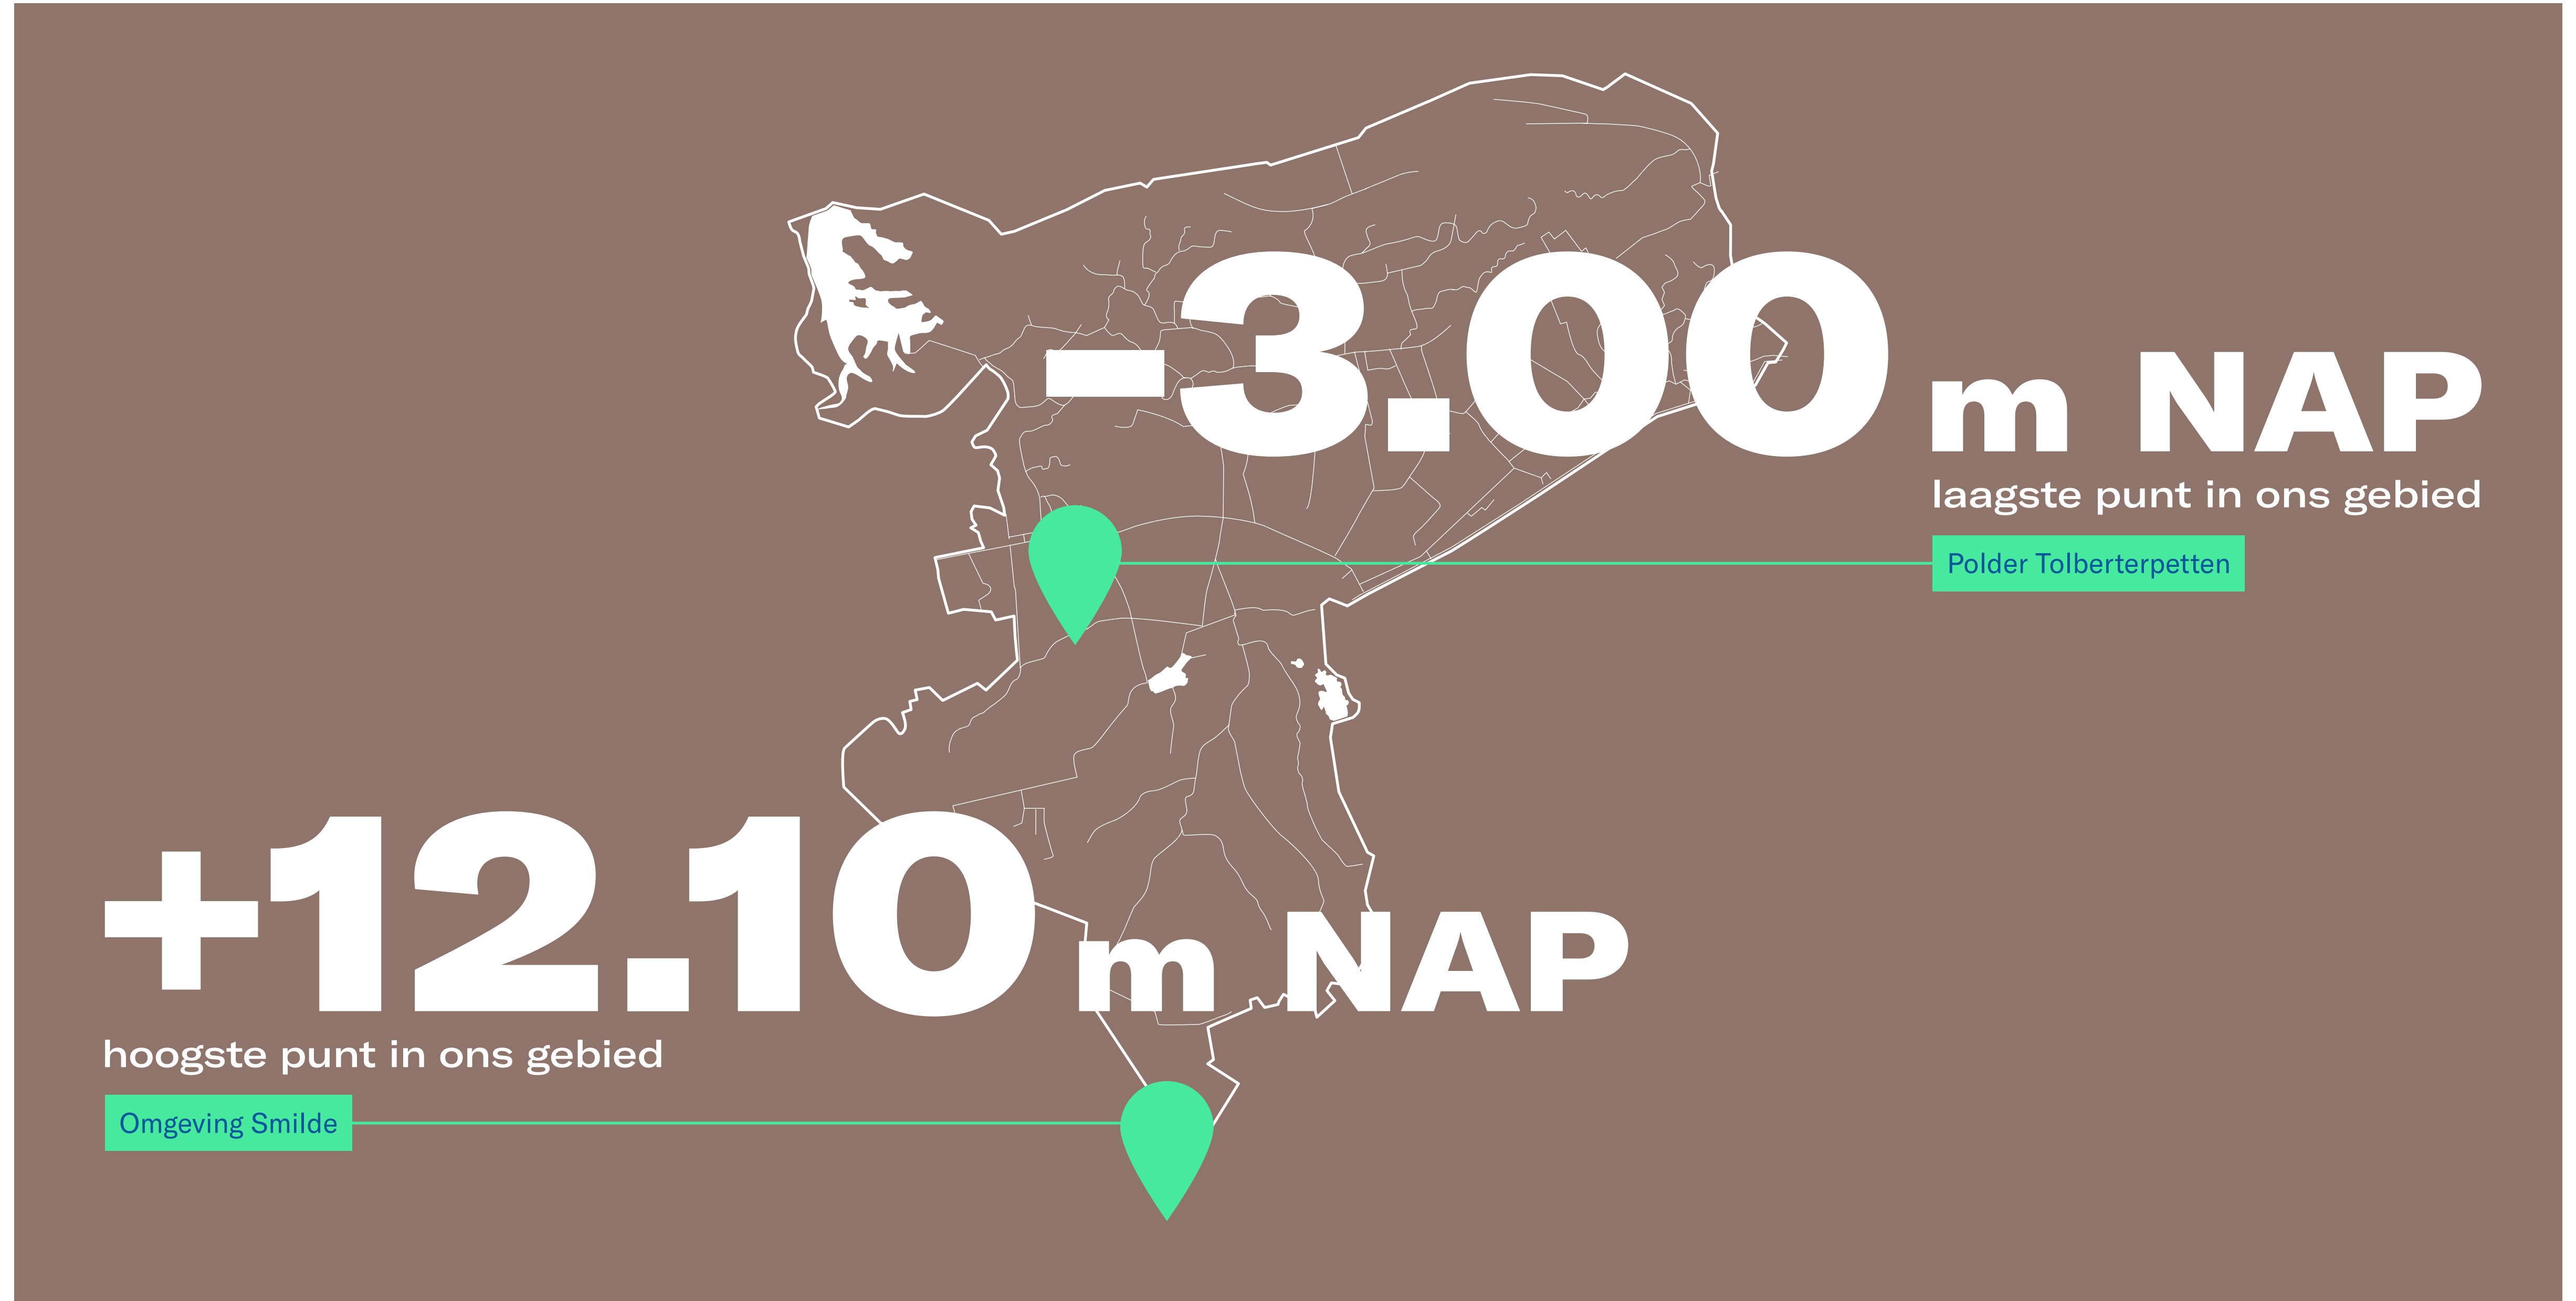 -3.00 m NAP
laagste punt in ons gebied
Polder Tolberterpetten
+12.10 m NAP
hoogste punt in ons gebied
Omgeving Smilde